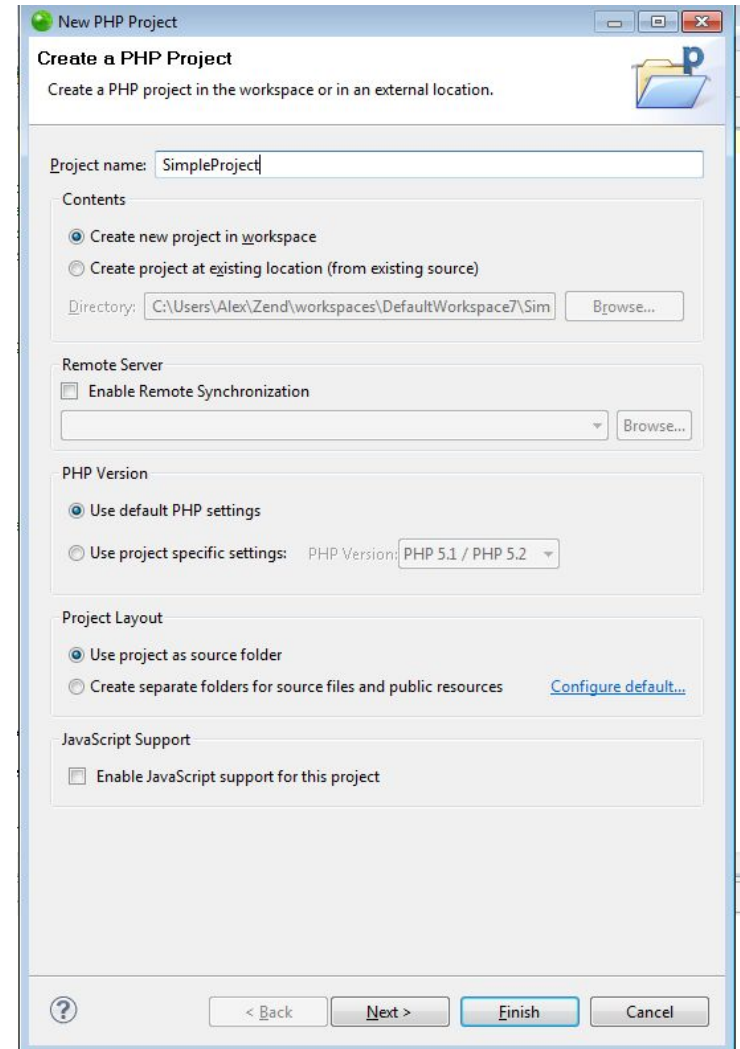 New PHP Project
Create a PHP Project
Create a PHP project in the workspace or in an external location.
p
Project name: SimpleProject
Contents
Create new project in workspace
Create project at existing location (from existing source)
Directory: C:\Users\Alex\Zend\workspaces\DefaultWorkspace7\Sim Browse...
Remote Server
Enable Remote Synchronization
Browse...
PHP Version
Use default PHP settings
Use project specific settings: PHP Version: PHP 5.1 / PHP 5.2
Project Layout
Use project as source folder
Create separate folders for source files and public resources Configure default...
JavaScript Support
Enable JavaScript support for this project
? < Back Next > Finish Cancel